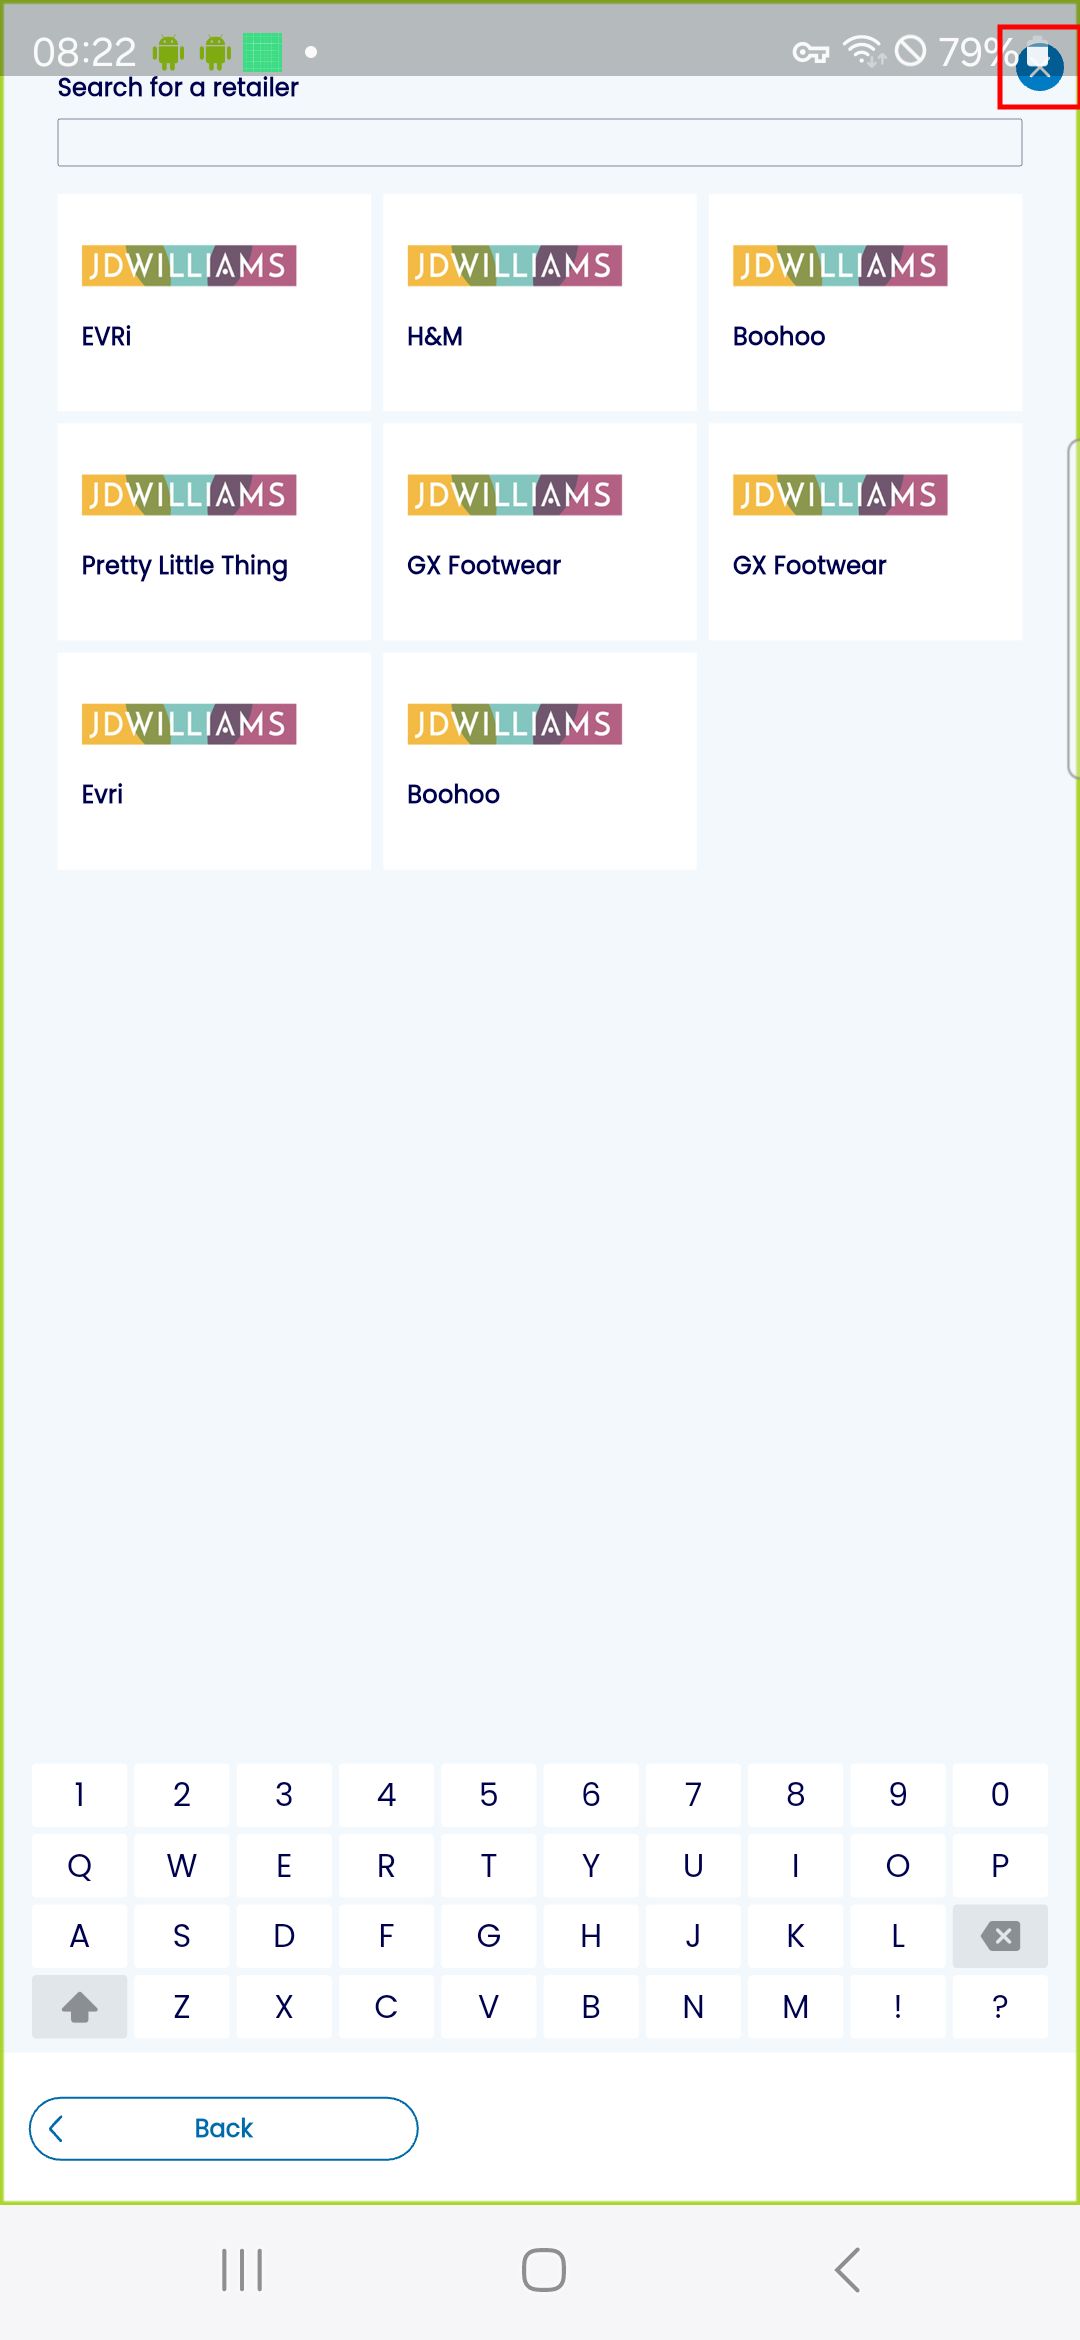 08:22 79%
Search for a retailer
JDWILLIAMS JDWILLIAMS JDWILLIAMS
EVRi H&M Boohoo
JDWILLIAMS JDWILLIAMS JDWILLIAMS
Pretty Little Thing GX Footwear GX Footwear
JDWILLIAMS JDWILLIAMS
Evri Boohoo
1 2 3 4 5 6 7 8 9 0
Q W E R T Y U I O P
A S D F G H J K L
Z X C V B N M ! ?
Back